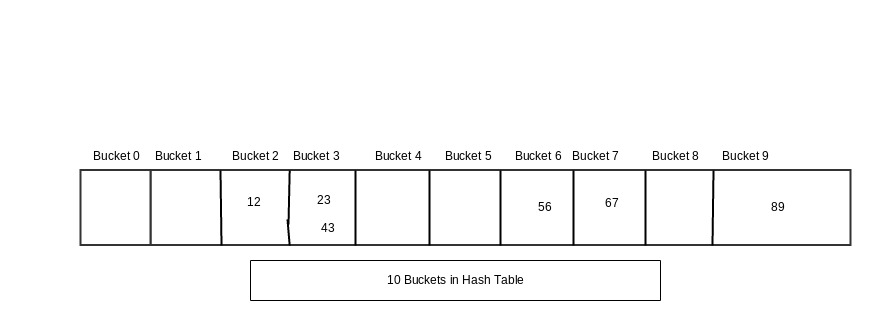 Bucket 0 Bucket 1 Bucket 2 Bucket 3 Bucket 4 Bucket 5 Bucket 6 Bucket 7 Bucket 8 Bucket 9
12 23 56 67 89
43
10 Buckets in Hash Table